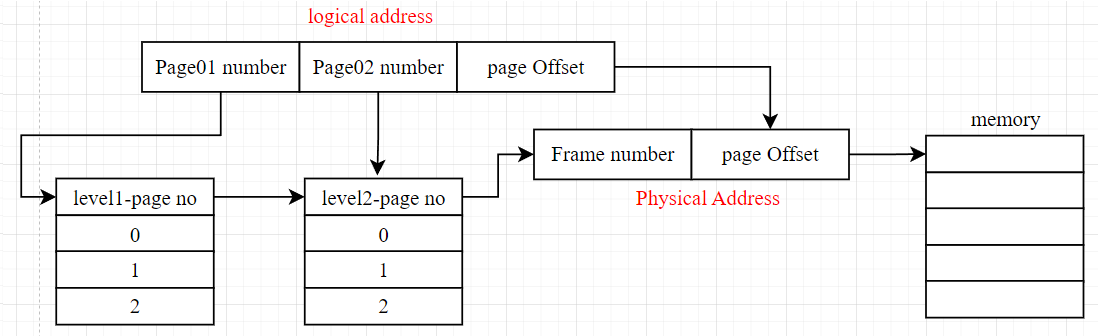 logical address
Page01 number Page02 number page Offset
memory
Frame number page Offset
Physical Address
level1-page no level2-page no
0 0
1 1
2 2